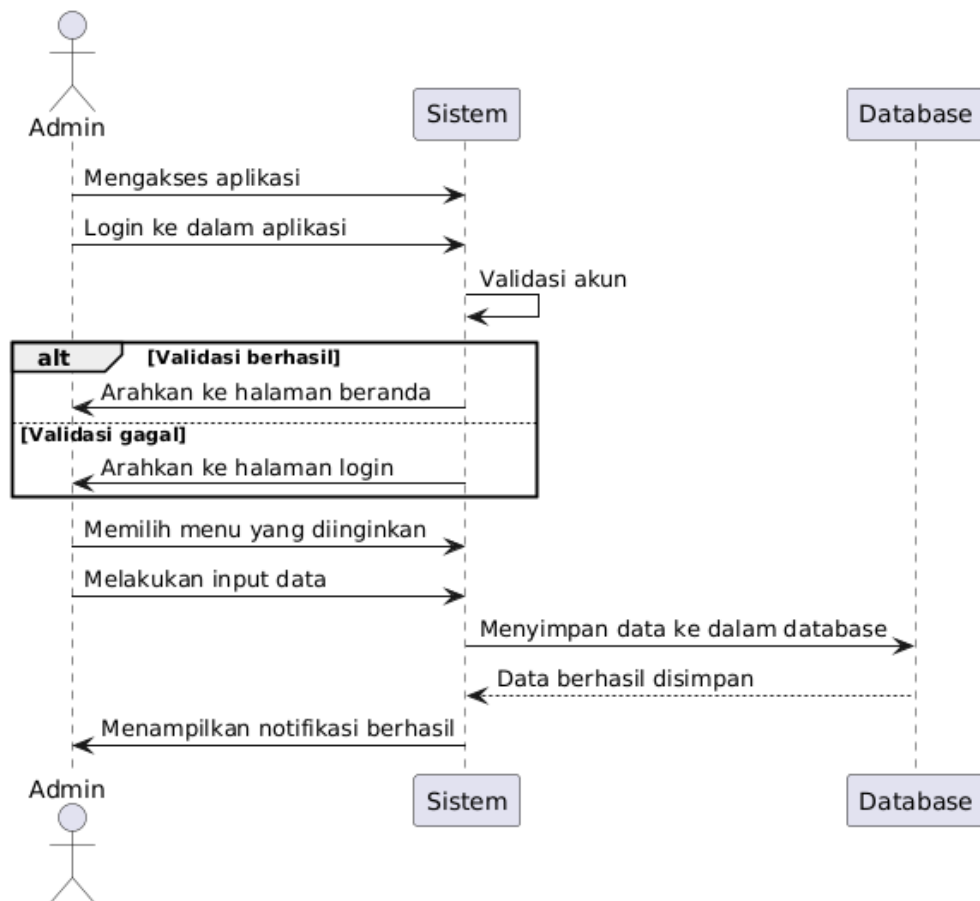 Admin
Sistem
Database
Mengakses aplikasi
Login ke dalam aplikasi
Validasi akun
alt [Validasi berhasil]
Arahkan ke halaman beranda
[Validasi gagal]
Arahkan ke halaman login
Memilih menu yang diinginkan
Melakukan input data
Menyimpan data ke dalam database
Data berhasil disimpan
Menampilkan notifikasi berhasil
Admin
Sistem
Database